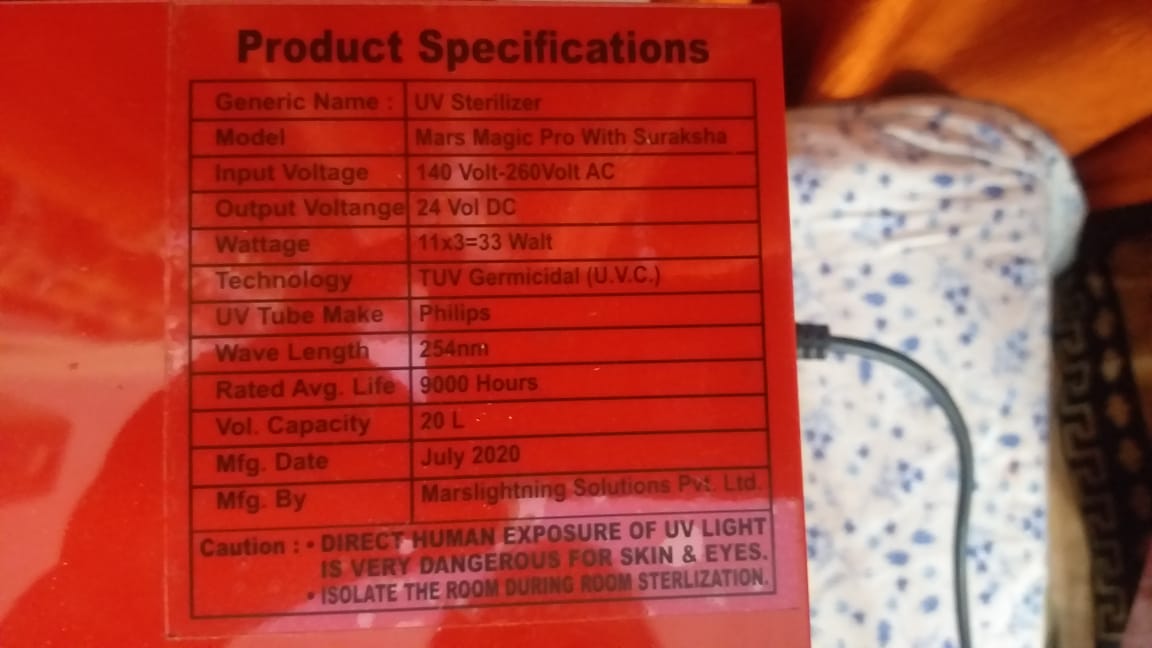 Product Specifications
Generic Name : UV Sterilizer
Model Mars Magic Pro With Suraksha
Input Voltage 140 Volt-260Volt AC
Output Voltange 24 Vol DC
Wattage 11x3=33 Walt
Technology TUV Germicidal (U.V.C.)
UV Tube Make Philips
Wave Length 254nm
Rated Avg. Life 9000 Hours
Vol. Capacity 20 L
Mfg. Date July 2020
Mfg. By Marslightning Solutions Pvt. Ltd.
Caution : • DIRECT HUMAN EXPOSURE OF UV LIGHT
IS VERY DANGEROUS FOR SKIN & EYES.
• ISOLATE THE ROOM DURING ROOM STERLIZATION.